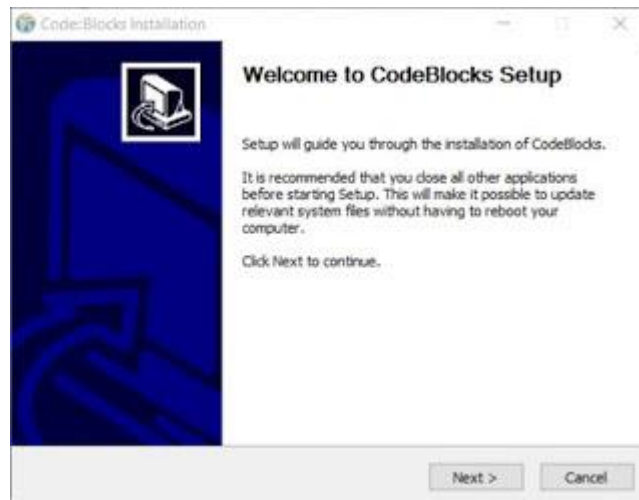 Code::Blocks Installation
Welcome to CodeBlocks Setup
Setup will guide you through the installation of CodeBlocks.
It is recommended that you close all other applications
before starting Setup. This will make it possible to update
relevant system files without having to reboot your
computer.
Click Next to continue.
Next >
Cancel